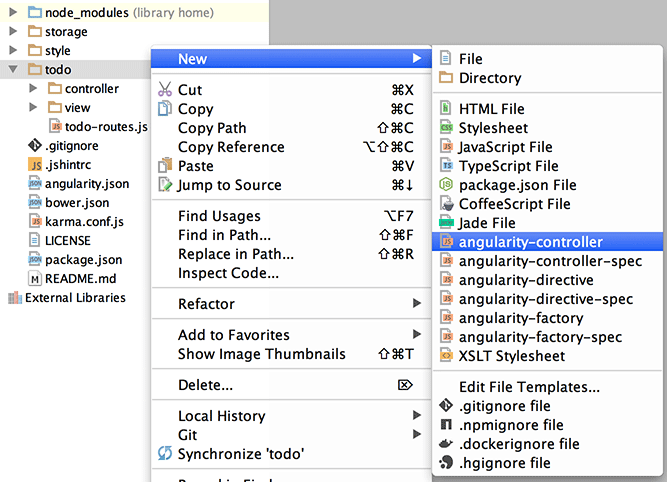 node_modules (library home)
storage
style
todo
controller
view
todo-routes.js
.gitignore
.jshintrc
angularity.json
bower.json
karma.conf.js
LICENSE
package.json
README.md
External Libraries
New
Cut ⌘X
Copy ⌘C
Copy Path ⇧⌘C
Copy Reference ⌥⇧⌘C
Paste ⌘V
Jump to Source ⌘↓
Find Usages ⌥F7
Find in Path... ⇧⌘F
Replace in Path... ⇧⌘R
Inspect Code...
Refactor
Add to Favorites
Show Image Thumbnails ⇧⌘T
Delete... ⌦
Local History
Git
Synchronize 'todo'
File
Directory
HTML File
Stylesheet
JavaScript File
TypeScript File
package.json File
CoffeeScript File
Jade File
angularity-controller
angularity-controller-spec
angularity-directive
angularity-directive-spec
angularity-factory
angularity-factory-spec
XSLT Stylesheet
Edit File Templates...
.gitignore file
.npmignore file
.dockerignore file
.hgignore file